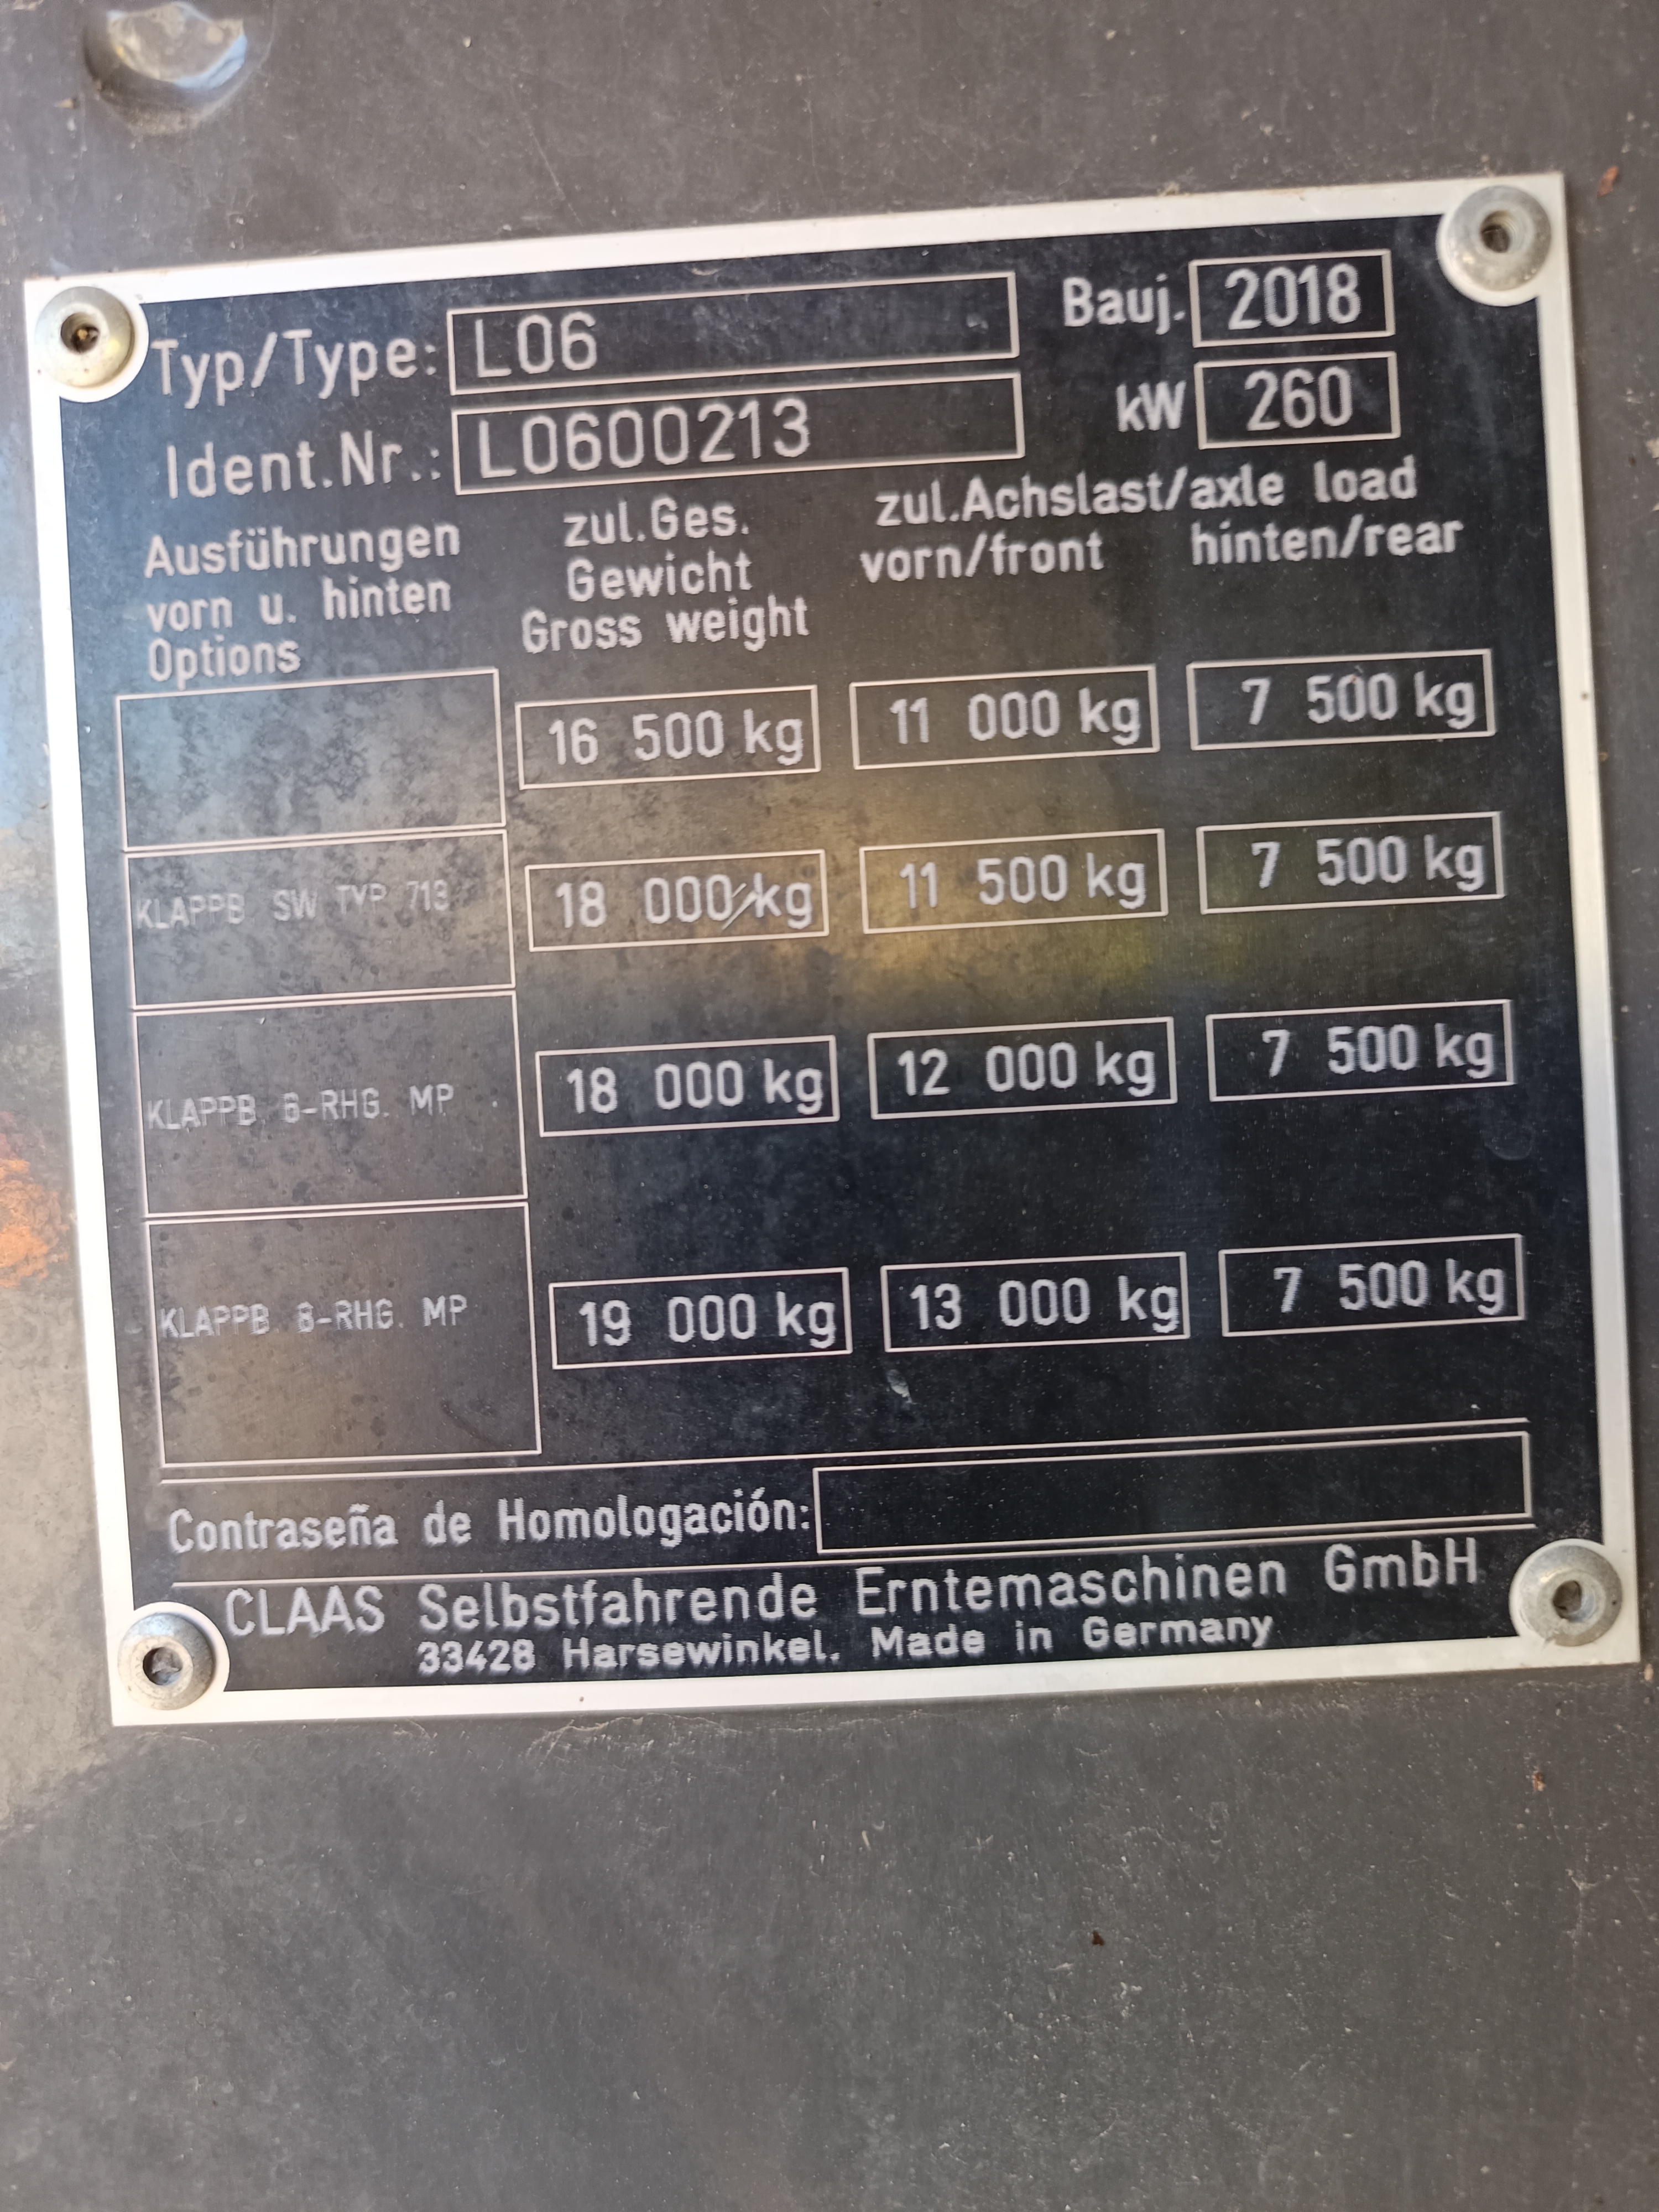 Typ/Type: L06 Bauj. 2018
Ident.Nr.: L0600213 kW 260
Ausführungen
vorn u. hinten
Options
zul.Ges.
Gewicht
Gross weight
zul.Achslast/axle load
vorn/front hinten/rear
16 500 kg 11 000 kg 7 500 kg
KLAPPB SW TYP 713 18 000 kg 11 500 kg 7 500 kg
KLAPPB. 6-RHG. MP 18 000 kg 12 000 kg 7 500 kg
KLAPPB. 8-RHG. MP 19 000 kg 13 000 kg 7 500 kg
Contraseña de Homologación:
CLAAS Selbstfahrende Erntemaschinen GmbH
33428 Harsewinkel. Made in Germany